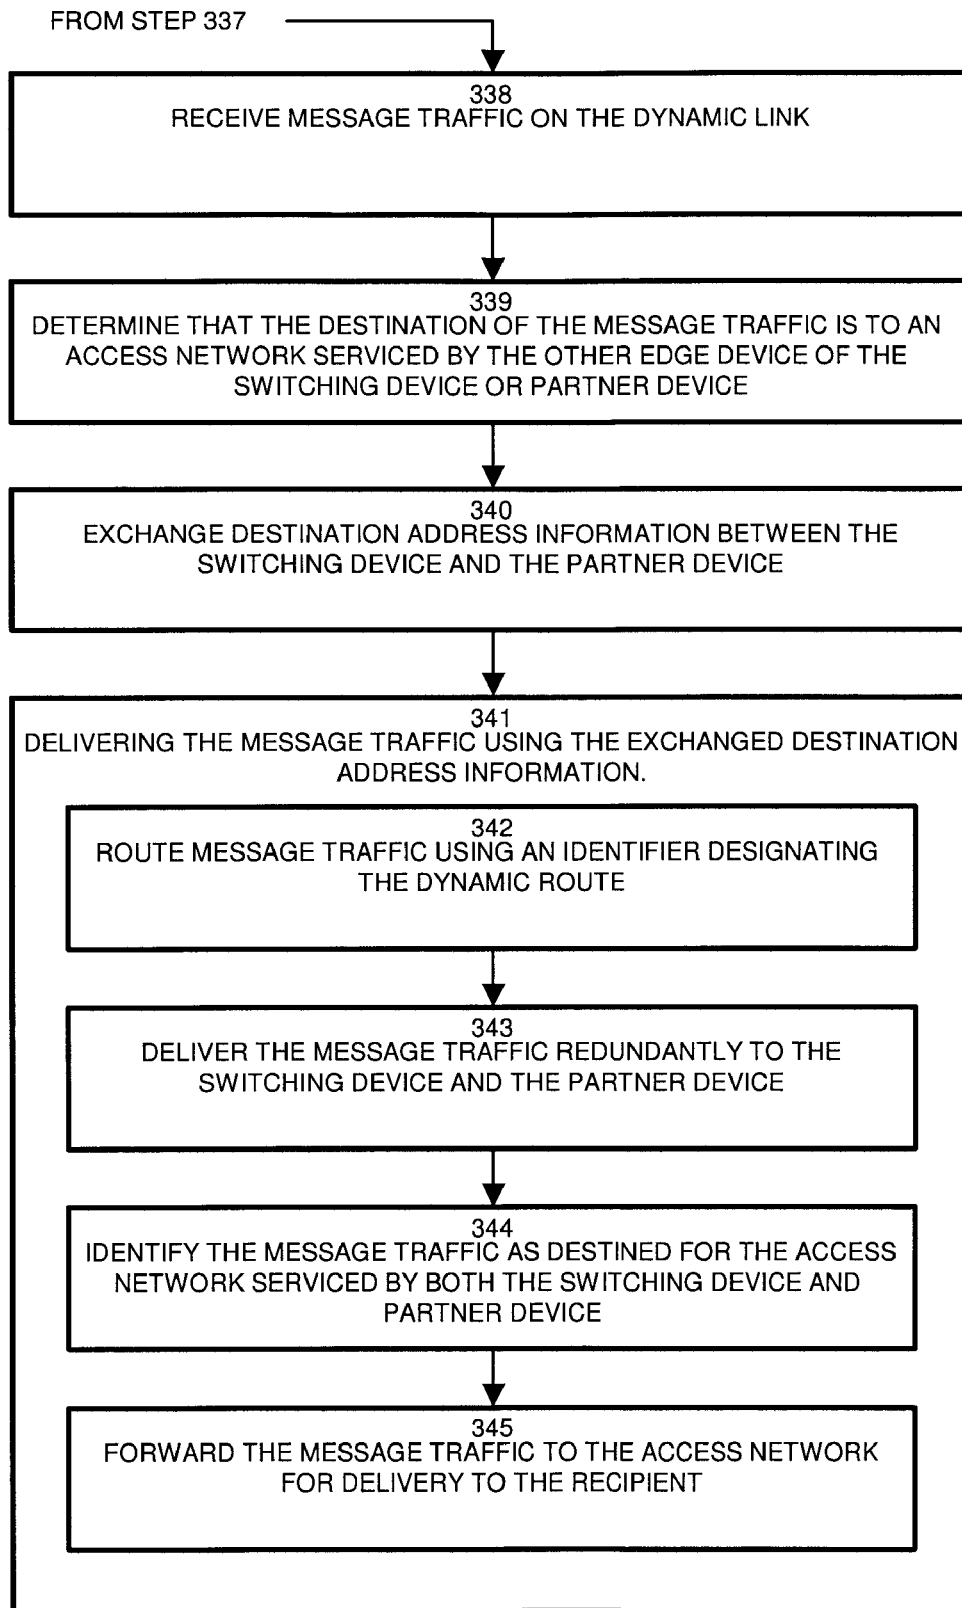 FROM STEP 337
338
RECEIVE MESSAGE TRAFFIC ON THE DYNAMIC LINK
339
DETERMINE THAT THE DESTINATION OF THE MESSAGE TRAFFIC IS TO AN
ACCESS NETWORK SERVICED BY THE OTHER EDGE DEVICE OF THE
SWITCHING DEVICE OR PARTNER DEVICE
340
EXCHANGE DESTINATION ADDRESS INFORMATION BETWEEN THE
SWITCHING DEVICE AND THE PARTNER DEVICE
341
DELIVERING THE MESSAGE TRAFFIC USING THE EXCHANGED DESTINATION
ADDRESS INFORMATION.
342
ROUTE MESSAGE TRAFFIC USING AN IDENTIFIER DESIGNATING
THE DYNAMIC ROUTE
343
DELIVER THE MESSAGE TRAFFIC REDUNDANTLY TO THE
SWITCHING DEVICE AND THE PARTNER DEVICE
344
IDENTIFY THE MESSAGE TRAFFIC AS DESTINED FOR THE ACCESS
NETWORK SERVICED BY BOTH THE SWITCHING DEVICE AND
PARTNER DEVICE
345
FORWARD THE MESSAGE TRAFFIC TO THE ACCESS NETWORK
FOR DELIVERY TO THE RECIPIENT